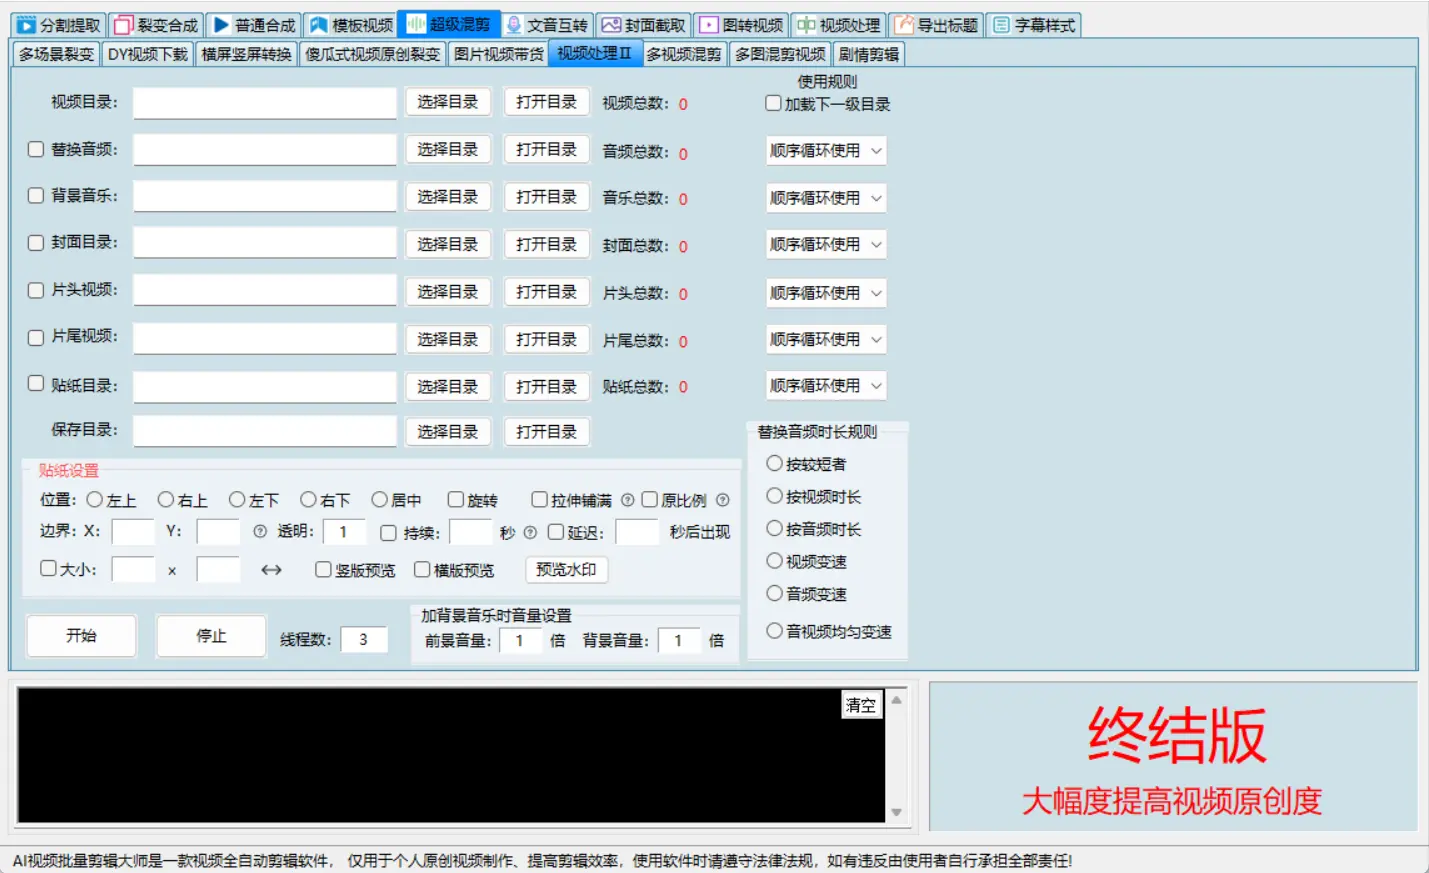 分割提取 裂变合成 普通合成 模板视频 超级混剪 文音互转 封面截取 图转视频 视频处理 导出标题 字幕样式
多场景裂变 DY视频下载 横屏竖屏转换 傻瓜式视频原创裂变 图片视频带货 视频处理II 多视频混剪 多图混剪视频 剧情剪辑
使用规则
视频目录： 选择目录 打开目录 视频总数：0 加载下一级目录
替换音频： 选择目录 打开目录 音频总数：0 顺序循环使用
背景音乐： 选择目录 打开目录 音乐总数：0 顺序循环使用
封面目录： 选择目录 打开目录 封面总数：0 顺序循环使用
片头视频： 选择目录 打开目录 片头总数：0 顺序循环使用
片尾视频： 选择目录 打开目录 片尾总数：0 顺序循环使用
贴纸目录： 选择目录 打开目录 贴纸总数：0 顺序循环使用
保存目录： 选择目录 打开目录
贴纸设置
位置： 左上 右上 左下 右下 居中 旋转 拉伸铺满 ? 原比例 ?
边界：X： Y： ? 透明：1 持续： 秒 ? 延迟： 秒后出现
大小： x ↔ 竖版预览 横版预览 预览水印
替换音频时长规则
按较短者
按视频时长
按音频时长
视频变速
音频变速
音视频均匀变速
开始 停止 线程数：3
加背景音乐时音量设置
前景音量：1 倍 背景音量：1 倍
清空
终结版
大幅度提高视频原创度
AI视频批量剪辑大师是一款视频全自动剪辑软件， 仅用于个人原创视频制作、提高剪辑效率，使用软件时请遵守法律法规，如有违反由使用者自行承担全部责任!